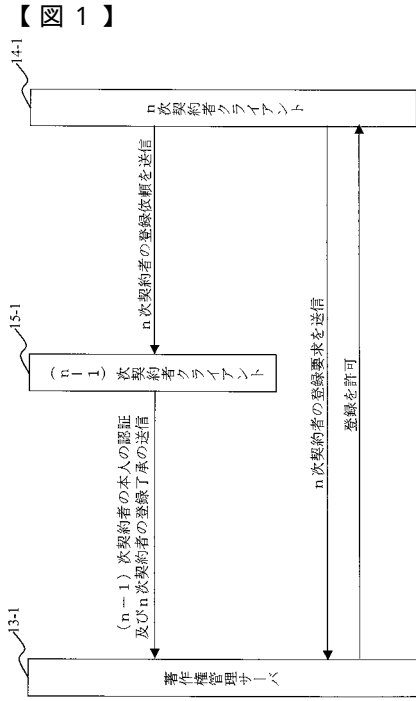 【図1】
14-1
n次契約者クライアント
n次契約者の登録依頼を送信
15-1
(n-1)次契約者クライアント
(n-1)次契約者の本人の認証
及びn次契約者の登録了承の送信
n次契約者の登録要求を送信
登録を許可
13-1
著作権管理サーバ